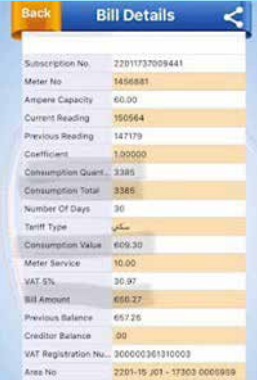 Back Bill Details
Subscription No. 22011737009441
Meter No 1456881
Ampere Capacity 60.00
Current Reading 150564
Previous Reading 147179
Coefficient 1.00000
Consumption Quant... 3385
Consumption Total 3385
Number Of Days 30
Tariff Type سكني
Consumption Value 609.30
Meter Service 10.00
VAT 5% 30.97
Bill Amount 650.27
Previous Balance 657.26
Creditor Balance .00
VAT Registration Nu... 300000361310003
Area No 2201-15 J01 - 17303 0005959